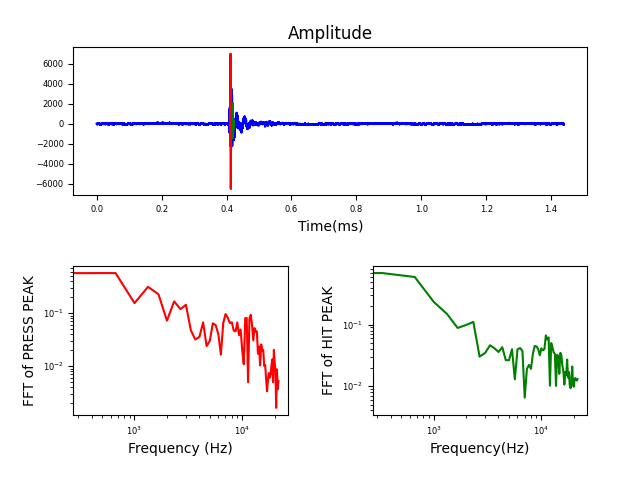 Amplitude
6000
4000
2000
0
−2000
−4000
−6000
0.0 0.2 0.4 0.6 0.8 1.0 1.2 1.4
Time(ms)
FFT of PRESS PEAK
10⁻¹
10⁻²
10³ 10⁴
Frequency (Hz)
FFT of HIT PEAK
10⁻¹
10⁻²
10³ 10⁴
Frequency(Hz)